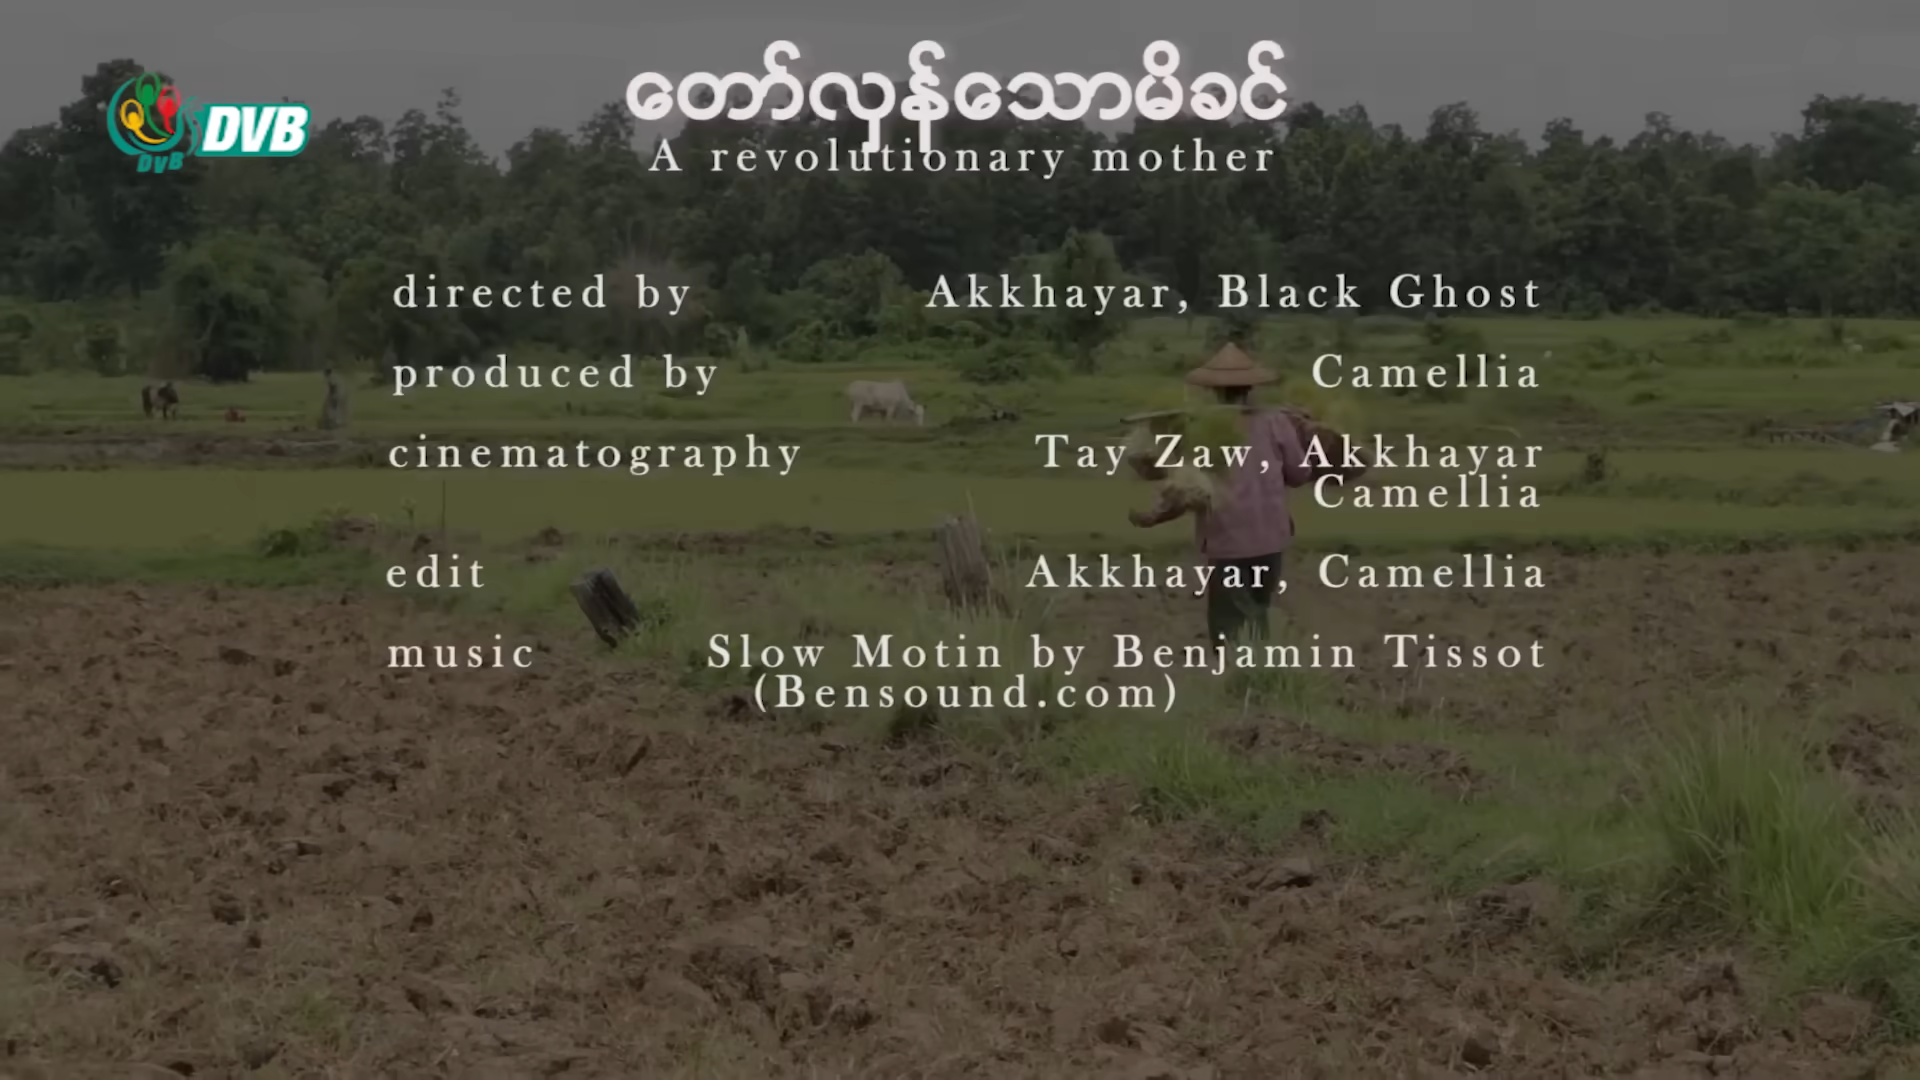 DVB
DVB
တော်လှန်သောမိခင်
A revolutionary mother
directed by Akkhayar, Black Ghost
produced by Camellia
cinematography Tay Zaw, Akkhayar
Camellia
edit Akkhayar, Camellia
music Slow Motin by Benjamin Tissot
(Bensound.com)